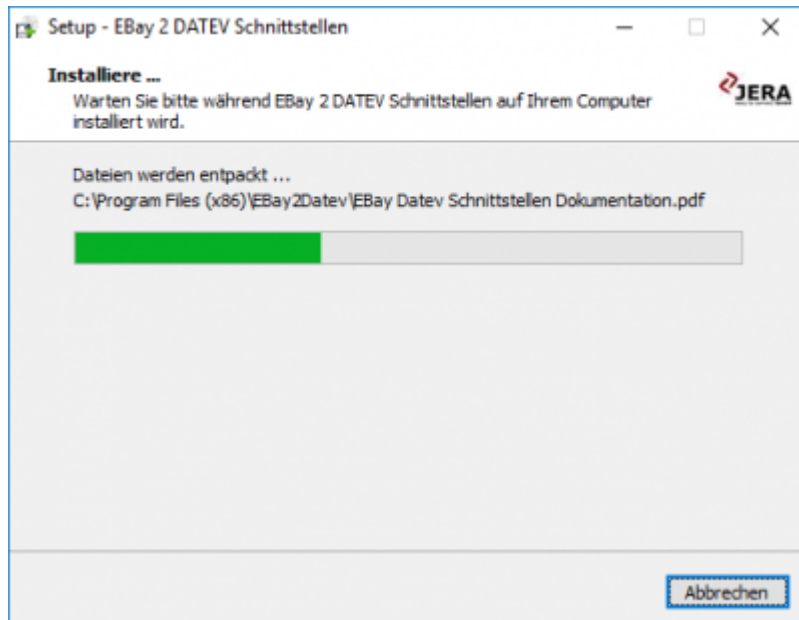 Setup - EBay 2 DATEV Schnittstellen
Installiere ...
Warten Sie bitte während EBay 2 DATEV Schnittstellen auf Ihrem Computer
installiert wird.
JERA
Dateien werden entpackt ...
C:\Program Files (x86)\EBay2Datev\EBay Datev Schnittstellen Dokumentation.pdf
Abbrechen